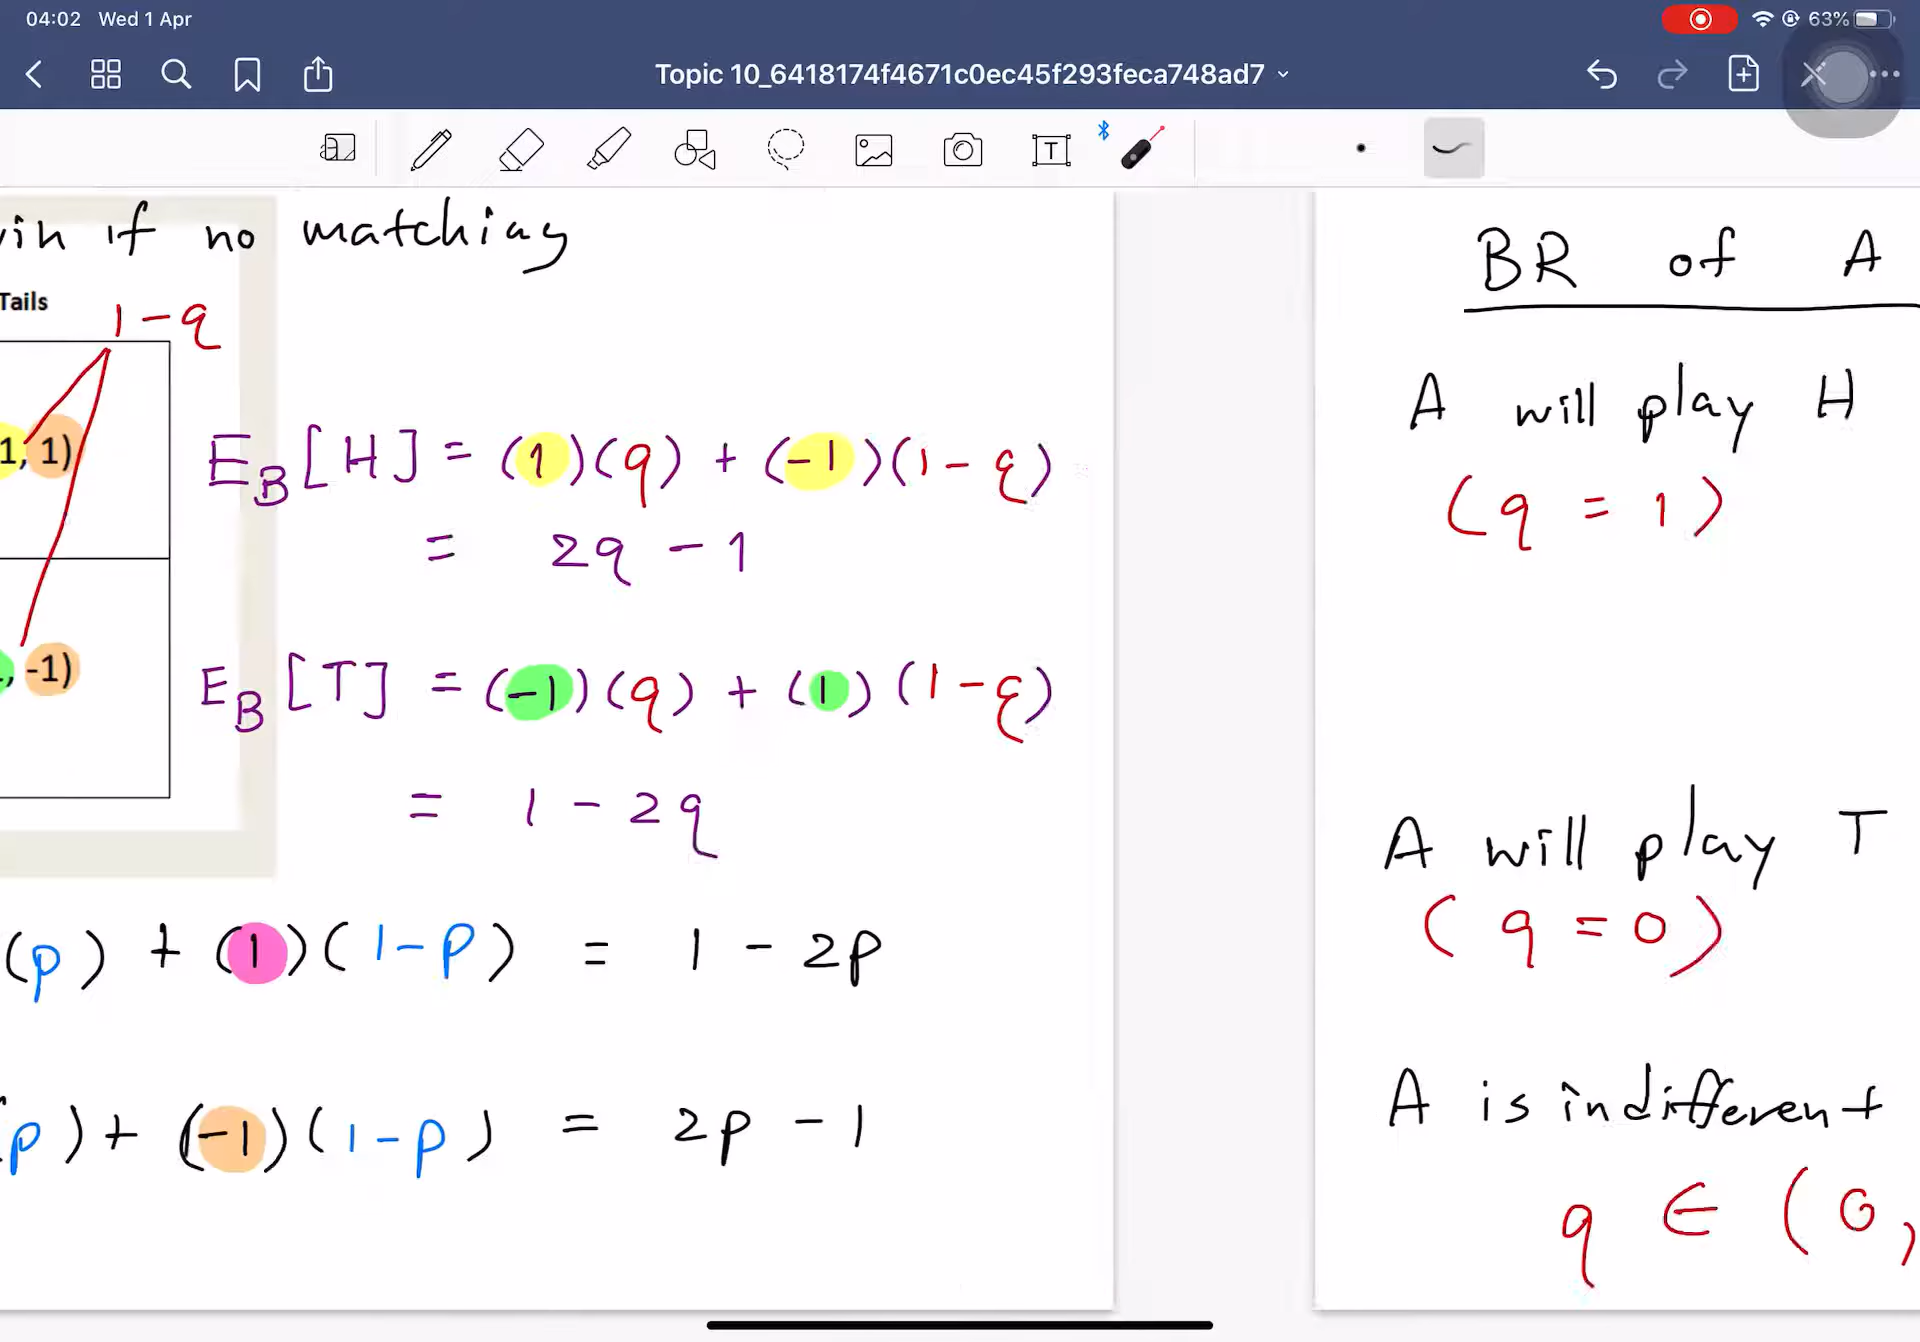 04:02 Wed 1 Apr
63%
Topic 10_6418174f4671c0ec45f293feca748ad7
a
T
if no matching
Tails
1 - q
1, 1)
, -1)
E_B [H] = (1)(q) + (-1)(1 - q)
= 2q - 1
E_B [T] = (-1)(q) + (1)(1 - q)
= 1 - 2q
(p) + (1)(1-p) = 1 - 2p
p) + (-1)(1-p) = 2p - 1
BR of A
A will play H
(q = 1)
A will play T
(q = 0)
A is indifferent
q ∈ (0,